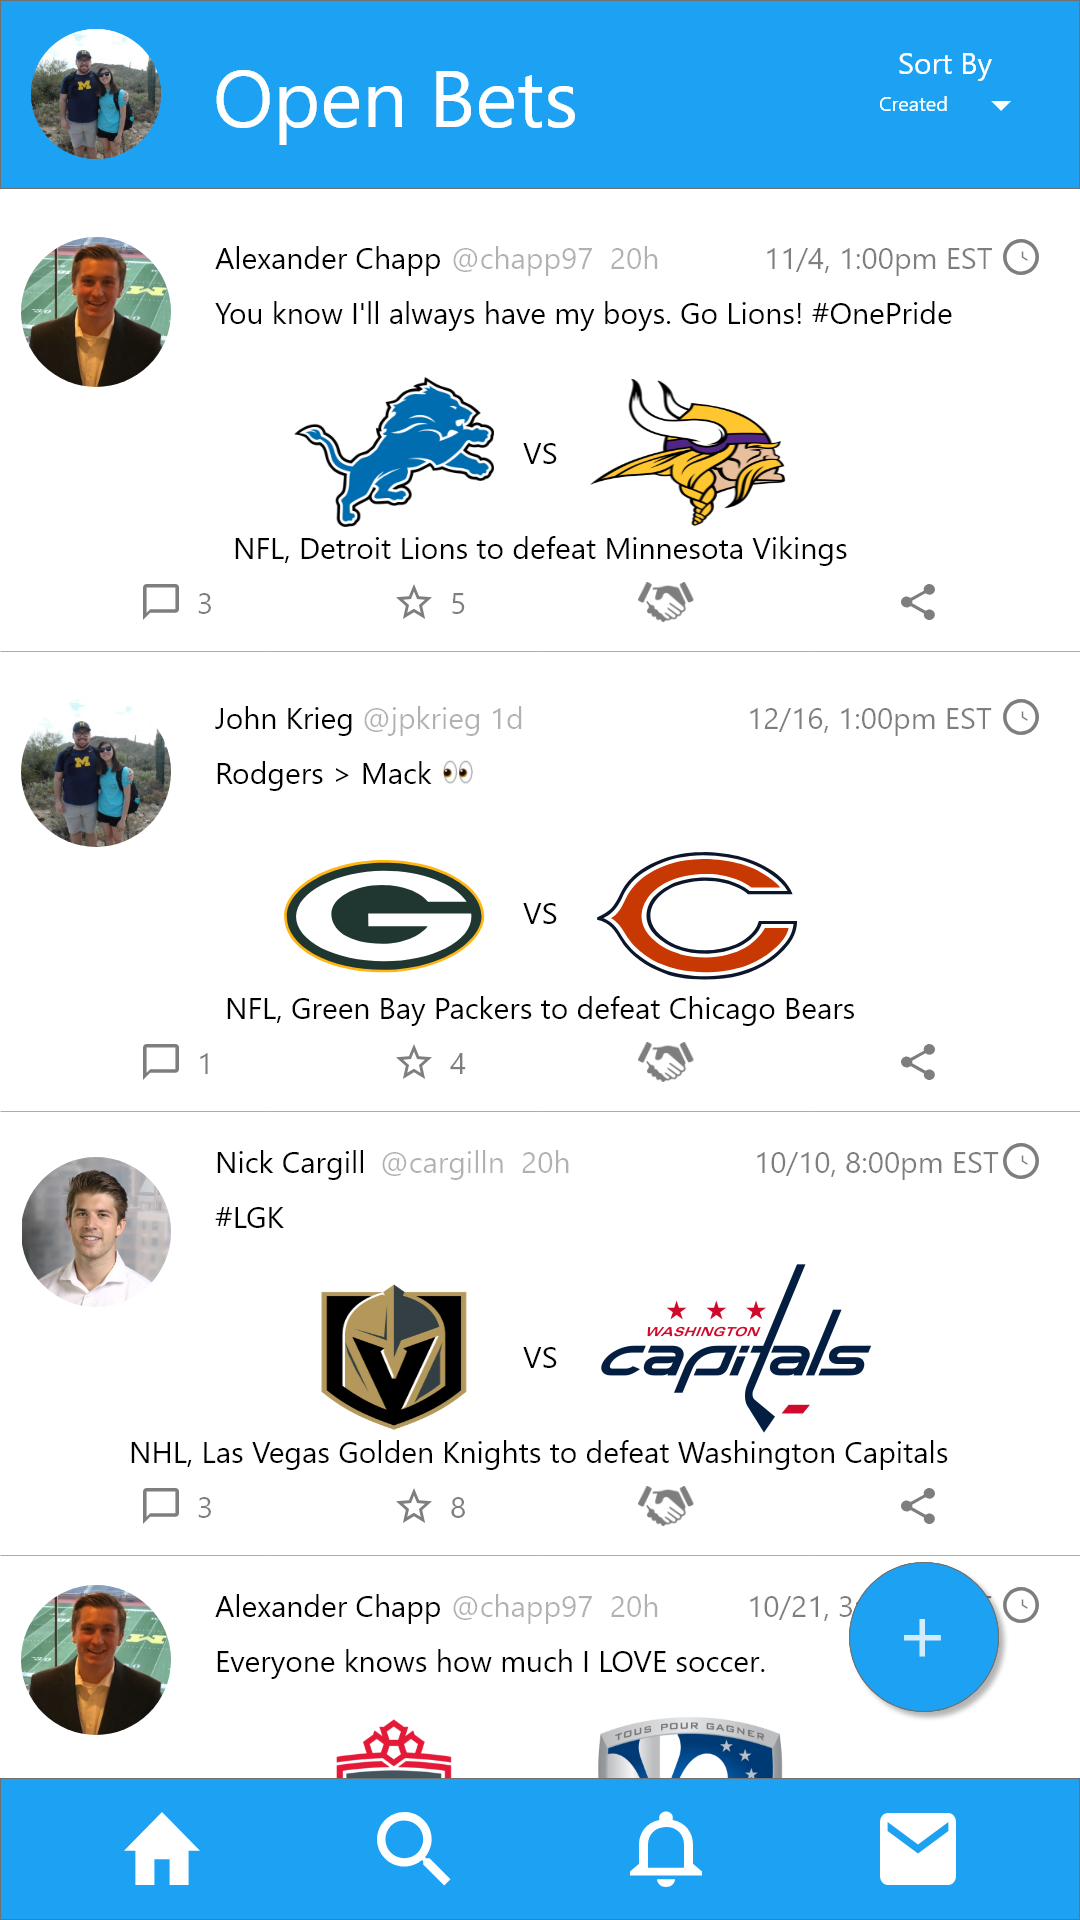 Open Bets
Sort By
Created
Alexander Chapp @chapp97 20h 11/4, 1:00pm EST
You know I'll always have my boys. Go Lions! #OnePride
VS
NFL, Detroit Lions to defeat Minnesota Vikings
3 5
John Krieg @jpkrieg 1d 12/16, 1:00pm EST
Rodgers > Mack 👀
G VS C
NFL, Green Bay Packers to defeat Chicago Bears
1 4
Nick Cargill @cargilln 20h 10/10, 8:00pm EST
#LGK
VS
WASHINGTON
capitals
NHL, Las Vegas Golden Knights to defeat Washington Capitals
3 8
Alexander Chapp @chapp97 20h 10/21, 3
Everyone knows how much I LOVE soccer.
TOUS POUR GAGNER